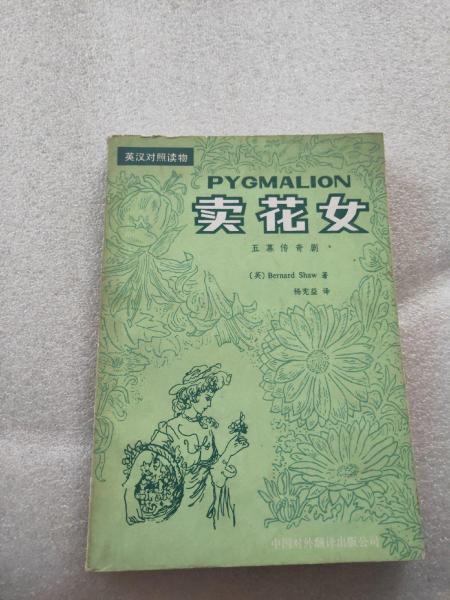 英汉对照读物
PYGMALION
卖花女
五幕传奇剧
(英) Bernard Shaw 著
杨宪益 译
中国对外翻译出版公司